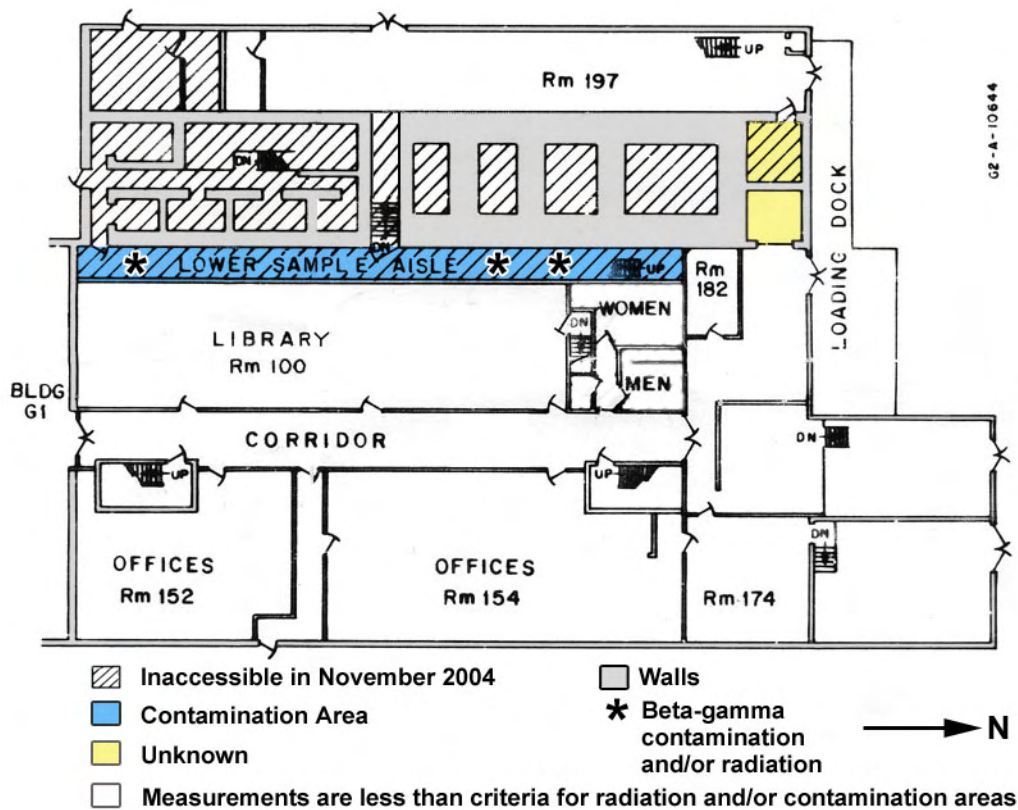 UP
Rm 197
G2-A-10644
DN
DN
LOADING DOCK
LOWER SAMPLE AISLE
UP
Rm
182
WOMEN
DN
LIBRARY
Rm 100
MEN
BLDG
G1
CORRIDOR
DN
UP
UP
DN
OFFICES
Rm 152
OFFICES
Rm 154
Rm 174
Inaccessible in November 2004
Walls
Contamination Area
* Beta-gamma
contamination
and/or radiation
N
Unknown
Measurements are less than criteria for radiation and/or contamination areas